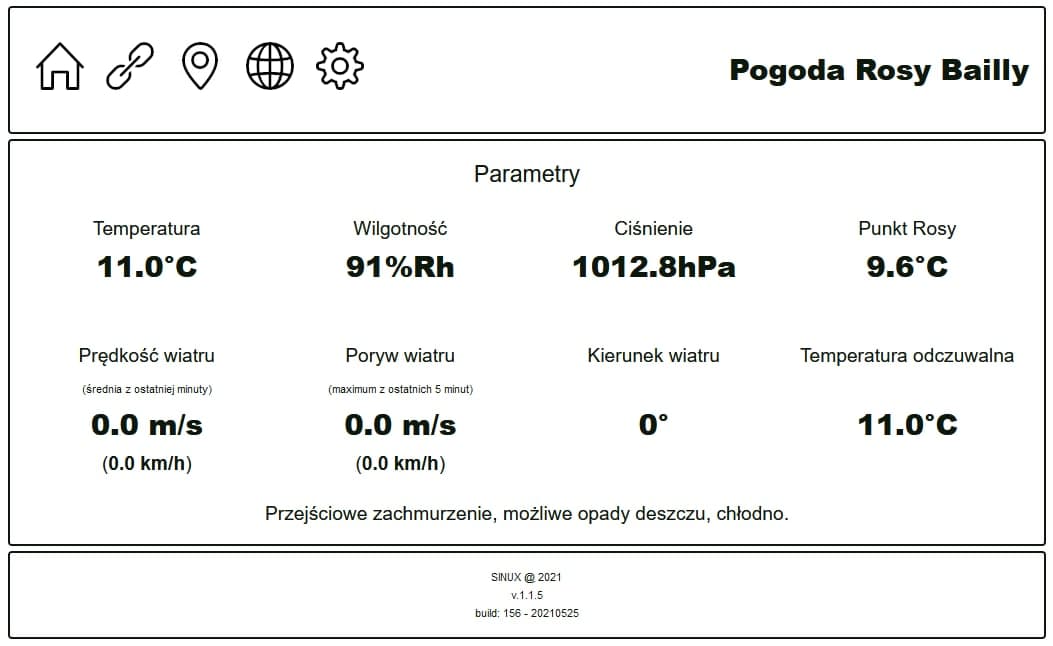 Pogoda Rosy Bailly
Parametry
Temperatura Wilgotność Ciśnienie Punkt Rosy
11.0°C 91%Rh 1012.8hPa 9.6°C
Prędkość wiatru Poryw wiatru Kierunek wiatru Temperatura odczuwalna
(średnia z ostatniej minuty) (maximum z ostatnich 5 minut)
0.0 m/s 0.0 m/s 0° 11.0°C
(0.0 km/h) (0.0 km/h)
Przejściowe zachmurzenie, możliwe opady deszczu, chłodno.
SINUX @ 2021
v.1.1.5
build: 156 - 20210525